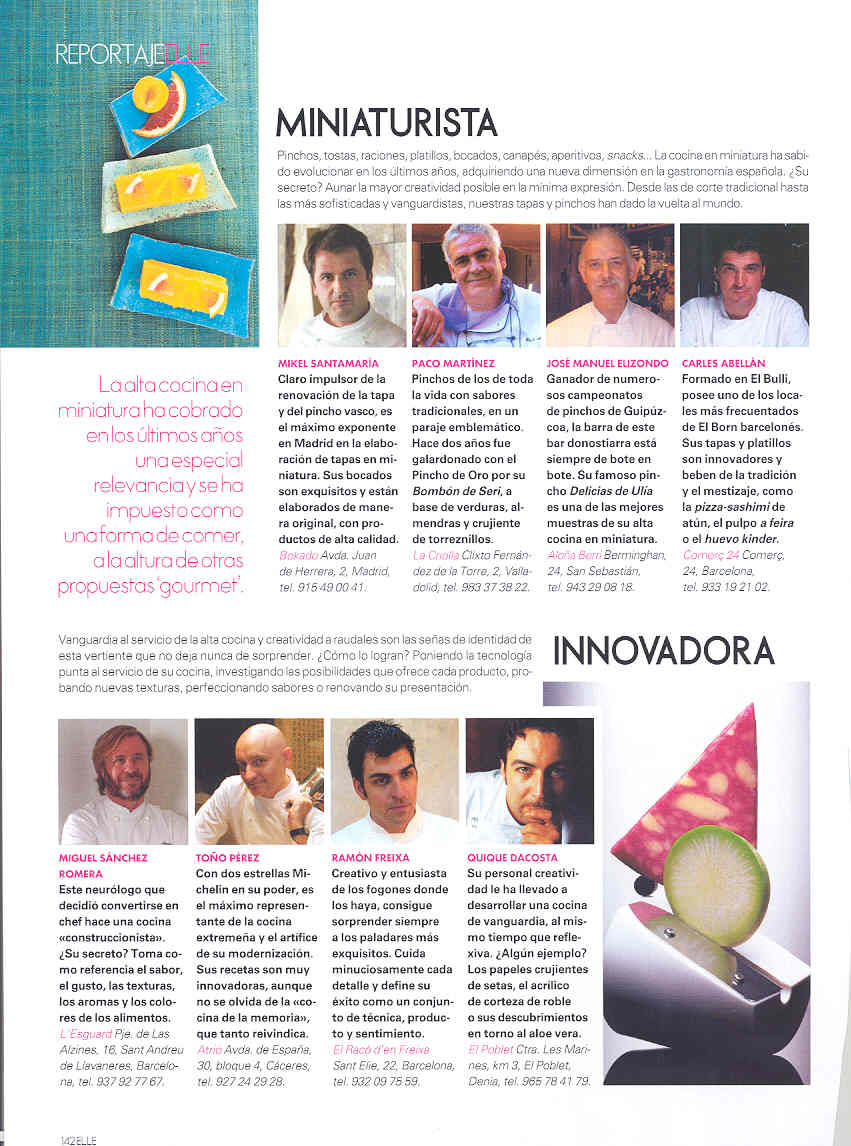 REPORTAJEELLE
MINIATURISTA
Pinchos, tostas, raciones, platillos, bocados, canapés, aperitivos, snacks... La cocina en miniatura ha sabi-
do evolucionar en los últimos años, adquiriendo una nueva dimensión en la gastronomía española. ¿Su
secreto? Aunar la mayor creatividad posible en la mínima expresión. Desde las de corte tradicional hasta
las más sofisticadas y vanguardistas, nuestras tapas y pinchos han dado la vuelta al mundo.
La alta cocina en
miniatura ha cobrado
en los últimos años
una especial
relevancia y se ha
impuesto como
una forma de comer,
a la altura de otras
propuestas ‘gourmet’.
MIKEL SANTAMARÍA
Claro impulsor de la
renovación de la tapa
y del pincho vasco, es
el máximo exponente
en Madrid en la elabo-
ración de tapas en mi-
niatura. Sus bocados
son exquisitos y están
elaborados de mane-
ra original, con pro-
ductos de alta calidad.
Bokado Avda. Juan
de Herrera, 2, Madrid,
tel. 915 49 00 41.
PACO MARTÍNEZ
Pinchos de los de toda
la vida con sabores
tradicionales, en un
paraje emblemático.
Hace dos años fue
galardonado con el
Pincho de Oro por su
Bombón de Seri, a
base de verduras, al-
mendras y crujiente
de torreznillos.
La Criolla Clixto Fernán-
dez de la Torre, 2, Valla-
dolid, tel. 983 37 38 22.
JOSÉ MANUEL ELIZONDO
Ganador de numero-
sos campeonatos
de pinchos de Guipúz-
coa, la barra de este
bar donostiarra está
siempre de bote en
bote. Su famoso pin-
cho Delicias de Ulía
es una de las mejores
muestras de su alta
cocina en miniatura.
Aloña Berri Bermingham,
24, San Sebastián,
tel. 943 29 08 18.
CARLES ABELLÁN
Formado en El Bulli,
posee uno de los loca-
les más frecuentados
de El Born barcelonés.
Sus tapas y platillos
son innovadores y
beben de la tradición
y el mestizaje, como
la pizza-sashimi de
atún, el pulpo a feira
o el huevo kinder.
Comerç 24 Comerç,
24, Barcelona,
tel. 933 19 21 02.
Vanguardia al servicio de la alta cocina y creatividad a raudales son las señas de identidad de
esta vertiente que no deja nunca de sorprender. ¿Cómo lo logran? Poniendo la tecnología
punta al servicio de su cocina, investigando las posibilidades que ofrece cada producto, pro-
bando nuevas texturas, perfeccionando sabores o renovando su presentación.
INNOVADORA
MIGUEL SÁNCHEZ
ROMERA
Este neurólogo que
decidió convertirse en
chef hace una cocina
«construccionista».
¿Su secreto? Toma co-
mo referencia el sabor,
el gusto, las texturas,
los aromas y los colo-
res de los alimentos.
L'Esguard Pje. de Las
Alzines, 16, Sant Andreu
de Llavaneres, Barcelo-
na, tel. 937 92 77 67.
TOÑO PÉREZ
Con dos estrellas Mi-
chelin en su poder, es
el máximo represen-
tante de la cocina
extremeña y el artífice
de su modernización.
Sus recetas son muy
innovadoras, aunque
no se olvida de la «co-
cina de la memoria»,
que tanto reivindica.
Atrio Avda. de España,
30, bloque 4, Cáceres,
tel. 927 24 29 28.
RAMÓN FREIXA
Creativo y entusiasta
de los fogones donde
los haya, consigue
sorprender siempre
a los paladares más
exquisitos. Cuida
minuciosamente cada
detalle y define su
éxito como un conjun-
to de técnica, produc-
to y sentimiento.
El Racó d'en Freixa
Sant Elie, 22, Barcelona,
tel. 932 09 75 59.
QUIQUE DACOSTA
Su personal creativi-
dad le ha llevado a
desarrollar una cocina
de vanguardia, al mis-
mo tiempo que refle-
xiva. ¿Algún ejemplo?
Los papeles crujientes
de setas, el acrílico
de corteza de roble
o sus descubrimientos
en torno al aloe vera.
El Poblet Ctra. Les Mari-
nes, km 3, El Poblet,
Denia, tel. 965 78 41 79.
142ELLE